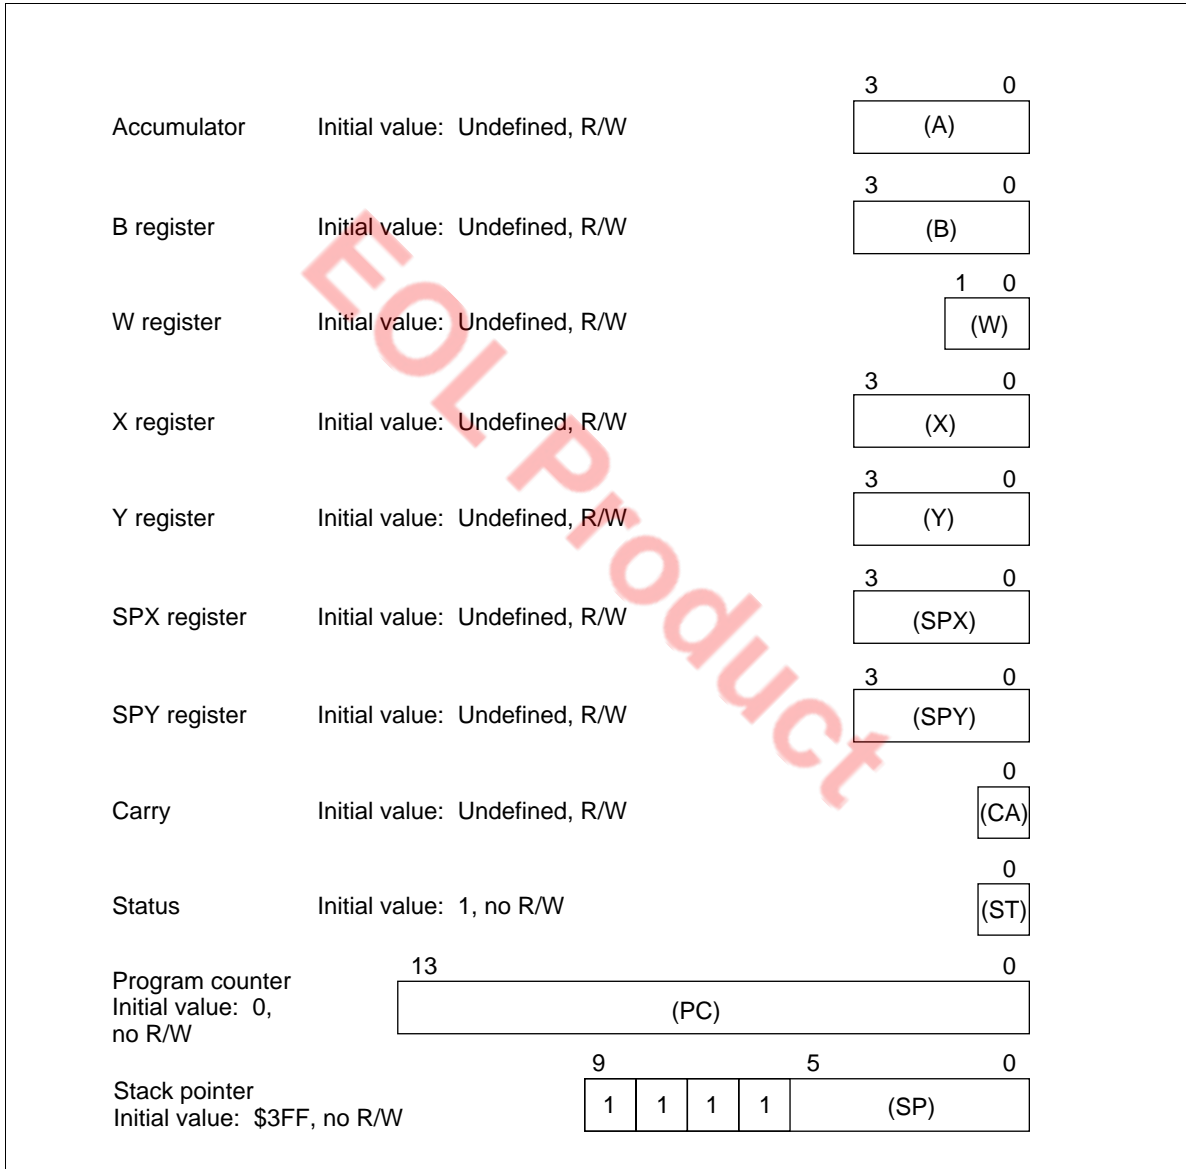 3 0
Accumulator Initial value: Undefined, R/W (A)
3 0
B register Initial value: Undefined, R/W (B)
1 0
W register Initial value: Undefined, R/W (W)
3 0
X register Initial value: Undefined, R/W (X)
3 0
Y register Initial value: Undefined, R/W (Y)
3 0
SPX register Initial value: Undefined, R/W (SPX)
3 0
SPY register Initial value: Undefined, R/W (SPY)
0
Carry Initial value: Undefined, R/W (CA)
0
Status Initial value: 1, no R/W (ST)
13 0
Program counter
Initial value: 0,
no R/W
(PC)
9 5 0
Stack pointer
Initial value: $3FF, no R/W
1 1 1 1 (SP)
EOL Product